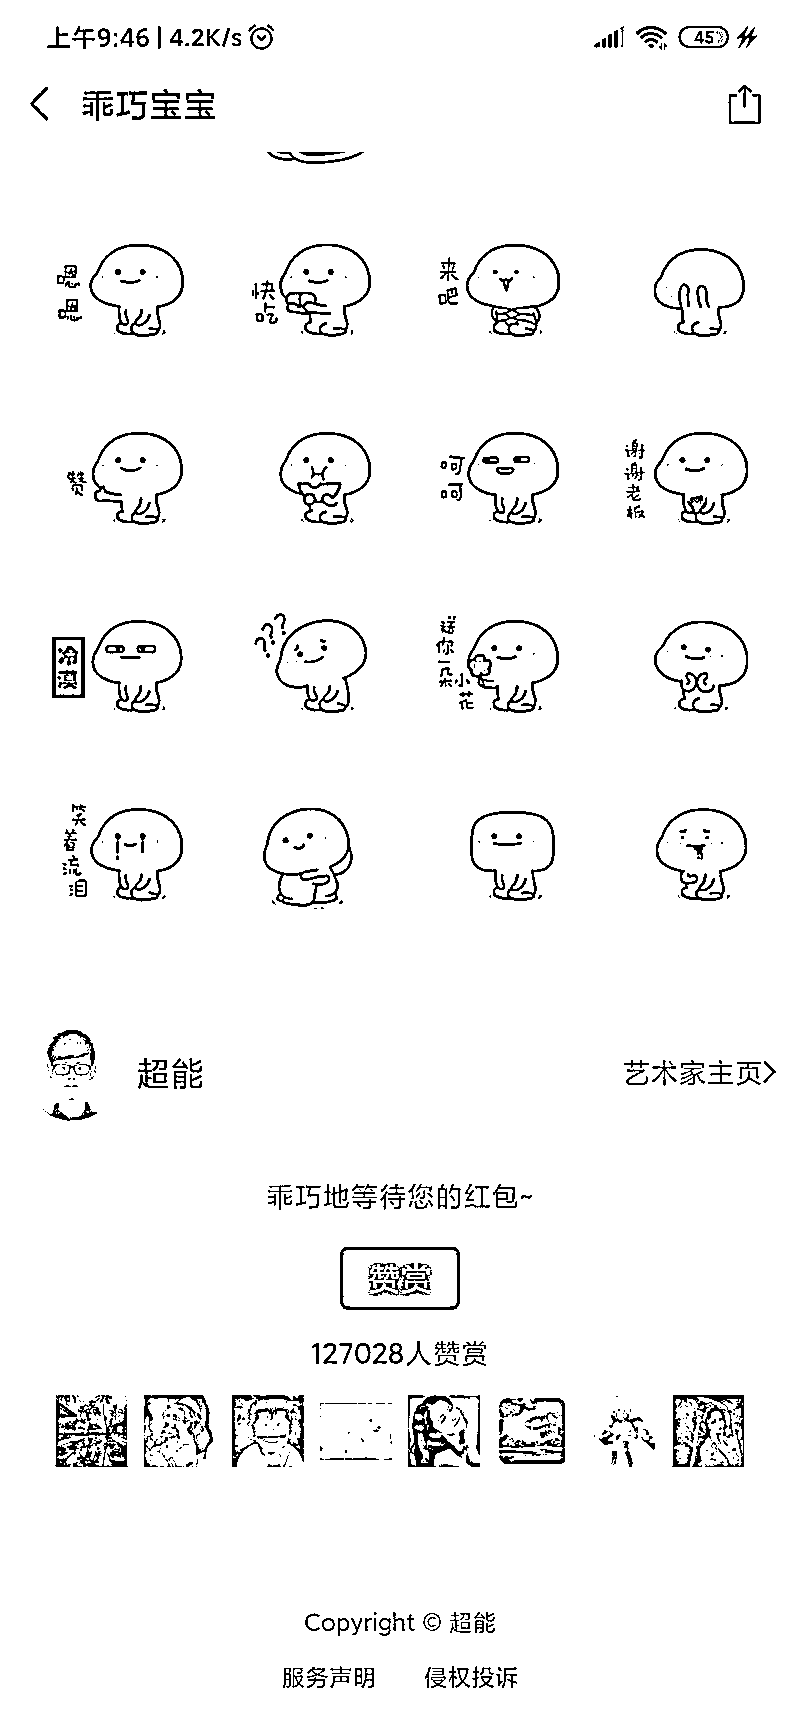 上午9:46 | 4.2K/s
45
乖巧宝宝
嗯嗯
快吃
来吧
赞
呵呵
谢谢老板
冷漠
???
送你一朵小花
笑着流泪
超能
艺术家主页
乖巧地等待您的红包~
赞赏
127028人赞赏
Copyright © 超能
服务声明 侵权投诉